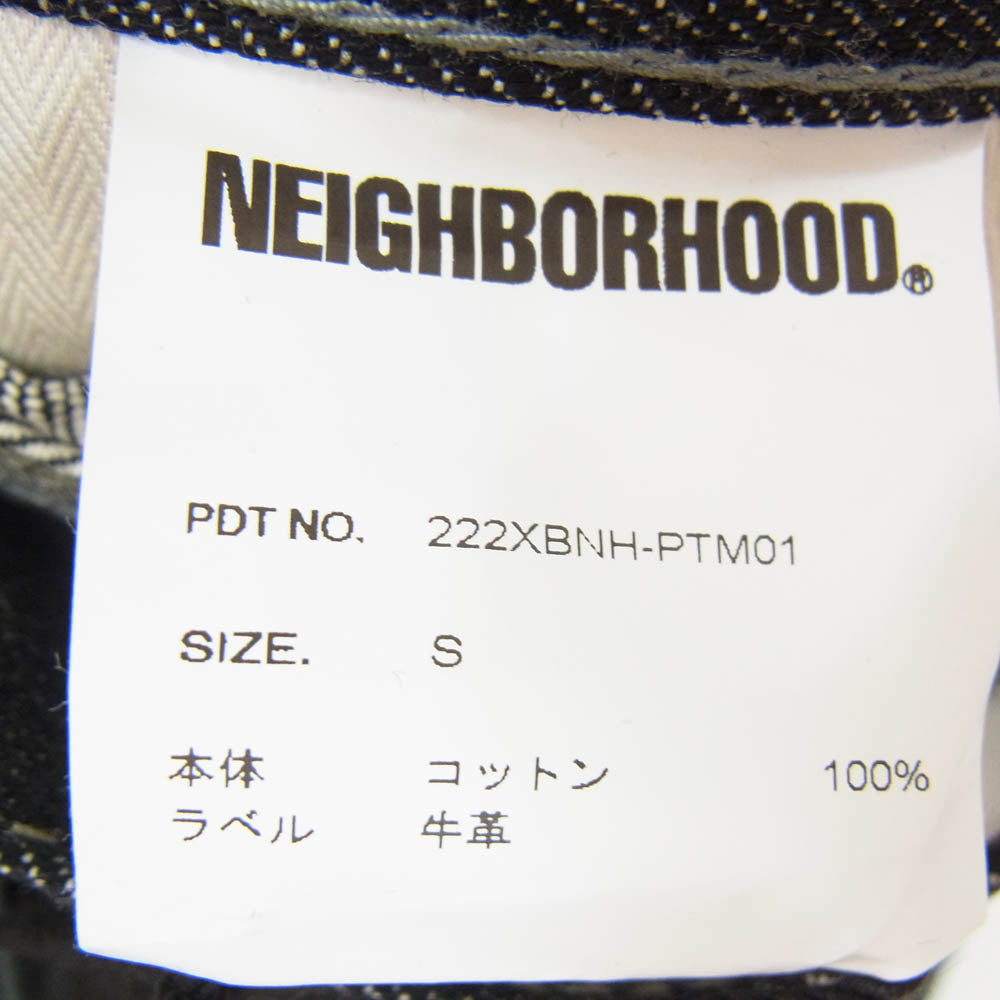 NEIGHBORHOOD®
PDT NO. 222XBNH-PTM01
SIZE. S
本体 コットン 100%
ラベル 牛革